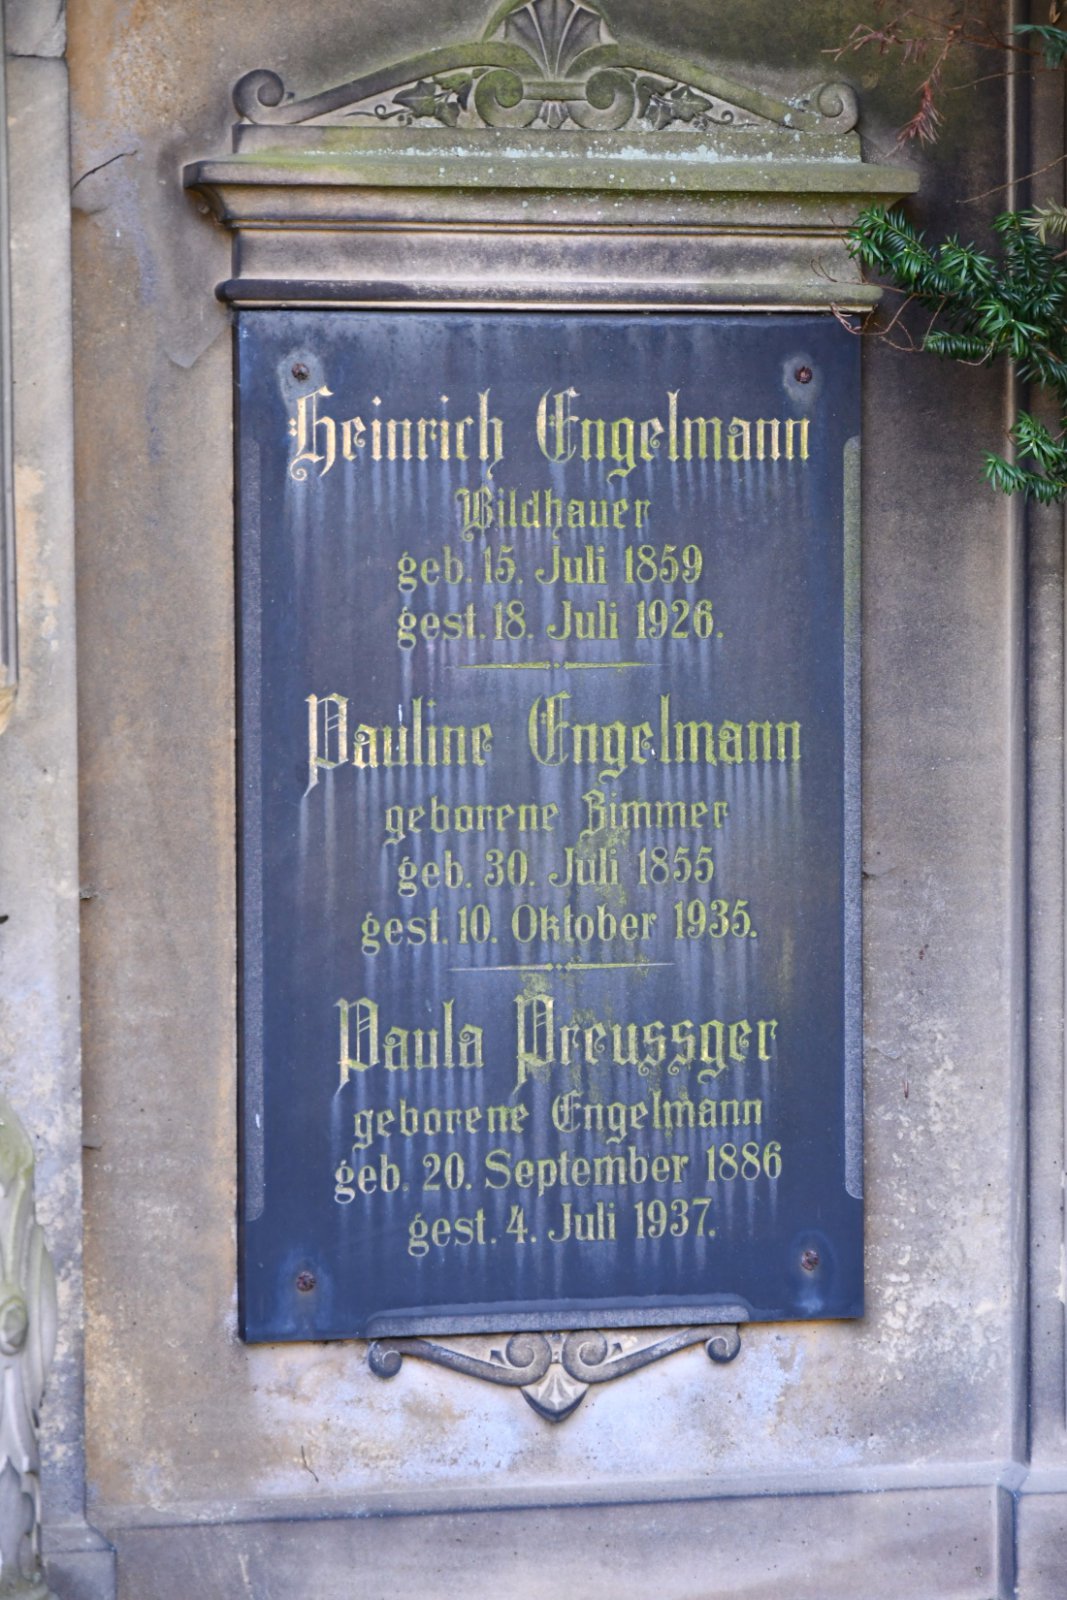 Heinrich Engelmann
Bildhauer
geb. 15. Juli 1859
gest. 18. Juli 1926.
Pauline Engelmann
geborene Zimmer
geb. 30. Juli 1855
gest. 10. Oktober 1935.
Paula Preussger
geborene Engelmann
geb. 20. September 1886
gest. 4. Juli 1937.